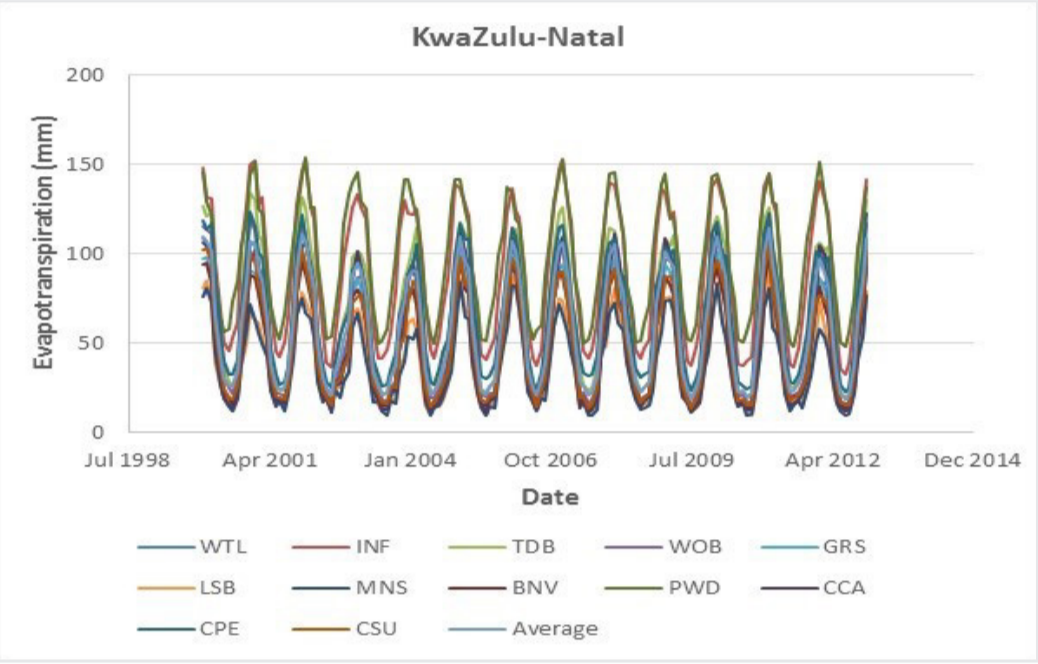 KwaZulu-Natal
200
150
100
50
0
Evapotranspiration (mm)
Jul 1998 Apr 2001 Jan 2004 Oct 2006 Jul 2009 Apr 2012 Dec 2014
Date
WTL INF TDB WOB GRS
LSB MNS BNV PWD CCA
CPE CSU Average